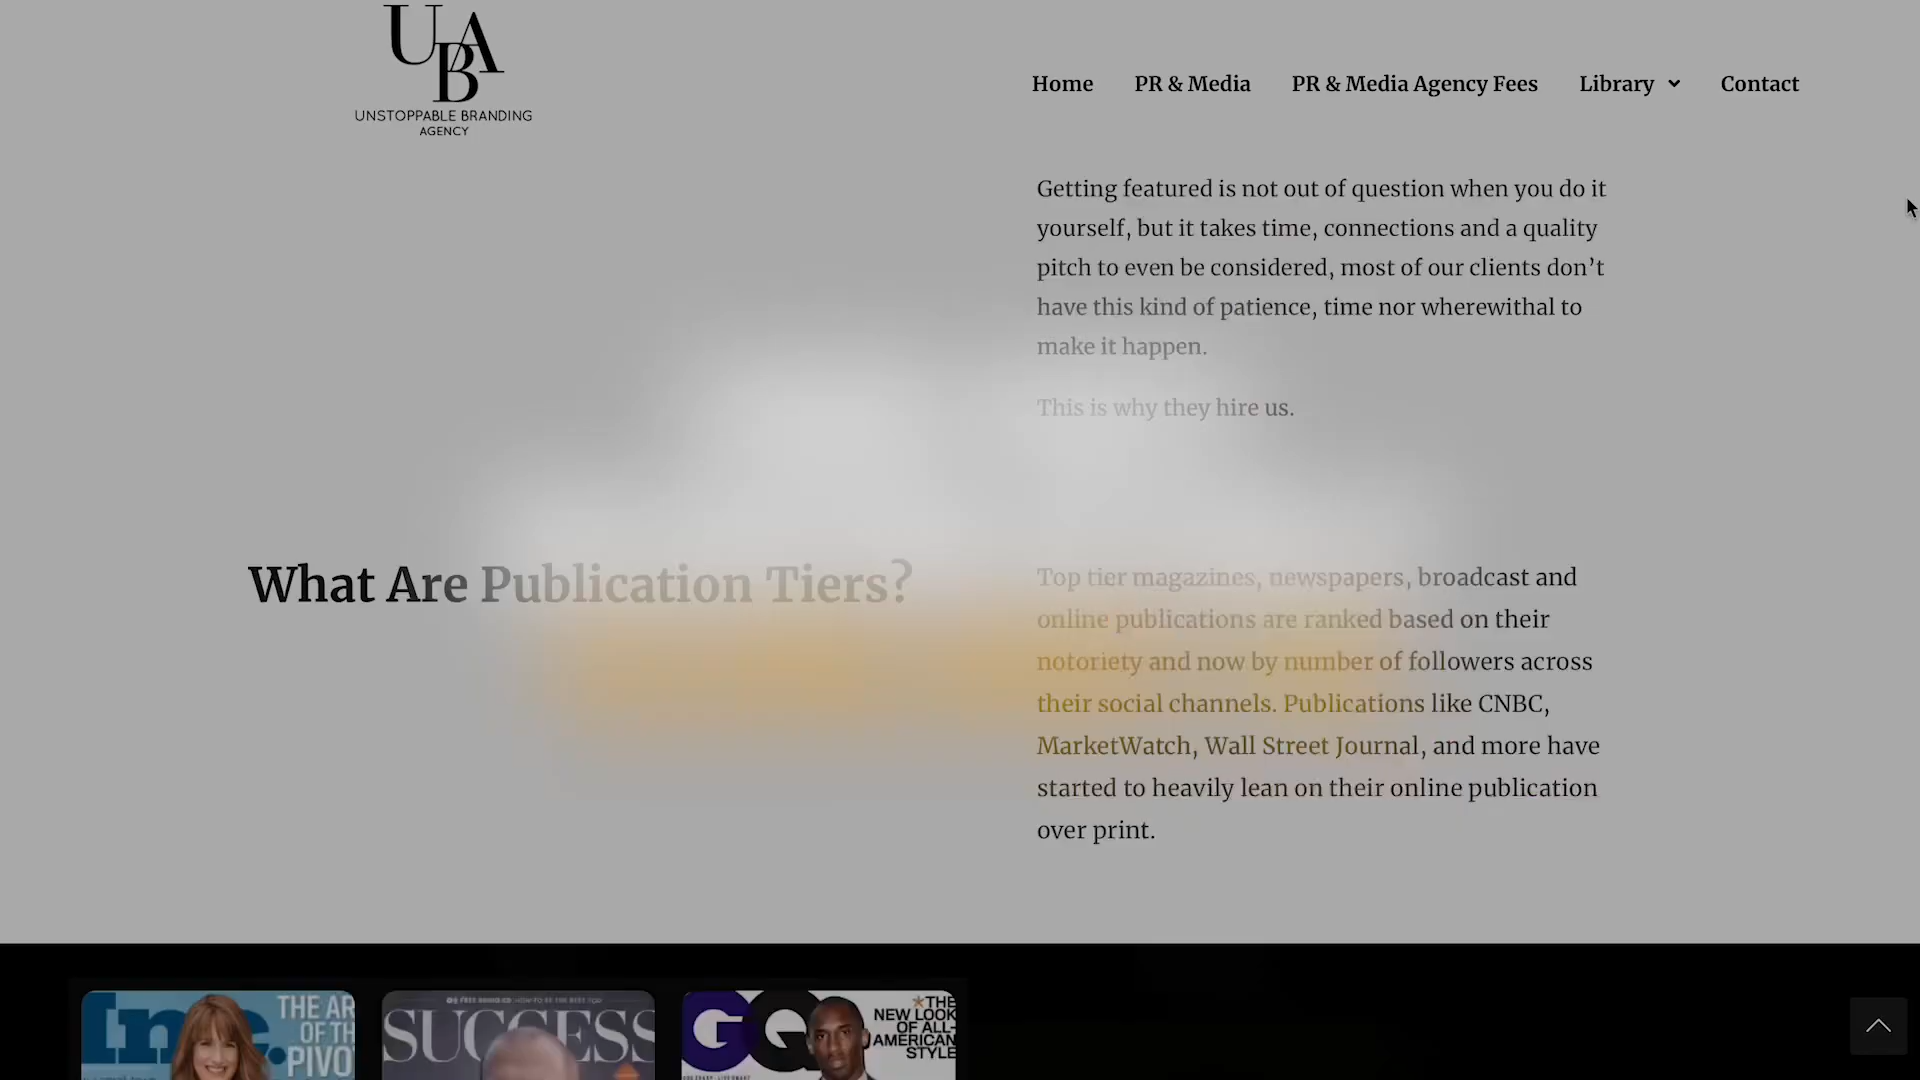 UBA
UNSTOPPABLE BRANDING
AGENCY
Home PR & Media PR & Media Agency Fees Library Contact
Getting featured is not out of question when you do it
yourself, but it takes time, connections and a quality
pitch to even be considered, most of our clients don’t
have this kind of patience, time nor wherewithal to
make it happen.
This is why they hire us.
What Are Publication Tiers?
Top tier magazines, newspapers, broadcast and
online publications are ranked based on their
notoriety and now by number of followers across
their social channels. Publications like CNBC,
MarketWatch, Wall Street Journal, and more have
started to heavily lean on their online publication
over print.
Inc.
THE AR
OF TH
PIVO
SUCCESS
GQ
*THE
NEW LOOK
OF ALL-
AMERICAN
STYLE